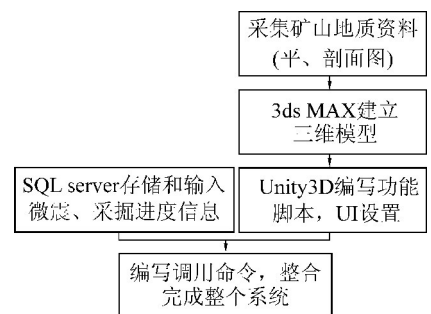 采集矿山地质资料
(平、剖面图)
3ds MAX建立
三维模型
SQL server存储和输入
微震、采掘进度信息
Unity3D编写功能
脚本，UI设置
编写调用命令，整合
完成整个系统